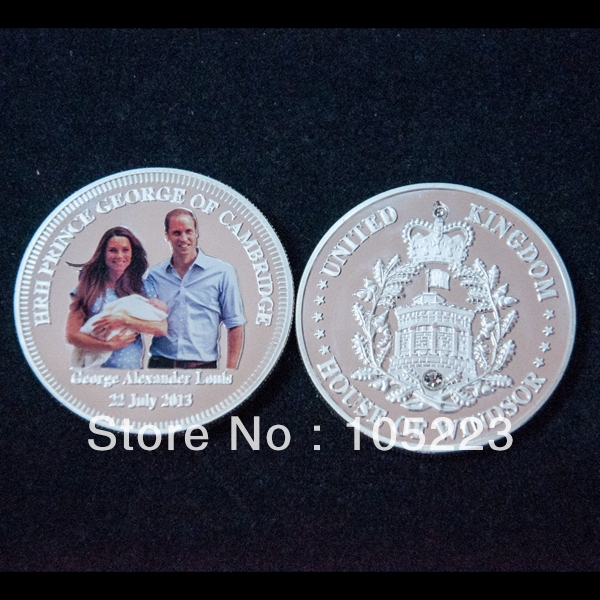 HRH PRINCE GEORGE OF CAMBRIDGE
George Alexander Louis
22 July 2013
UNITED KINGDOM
HOUSE OF WINDSOR
Store No : 105223